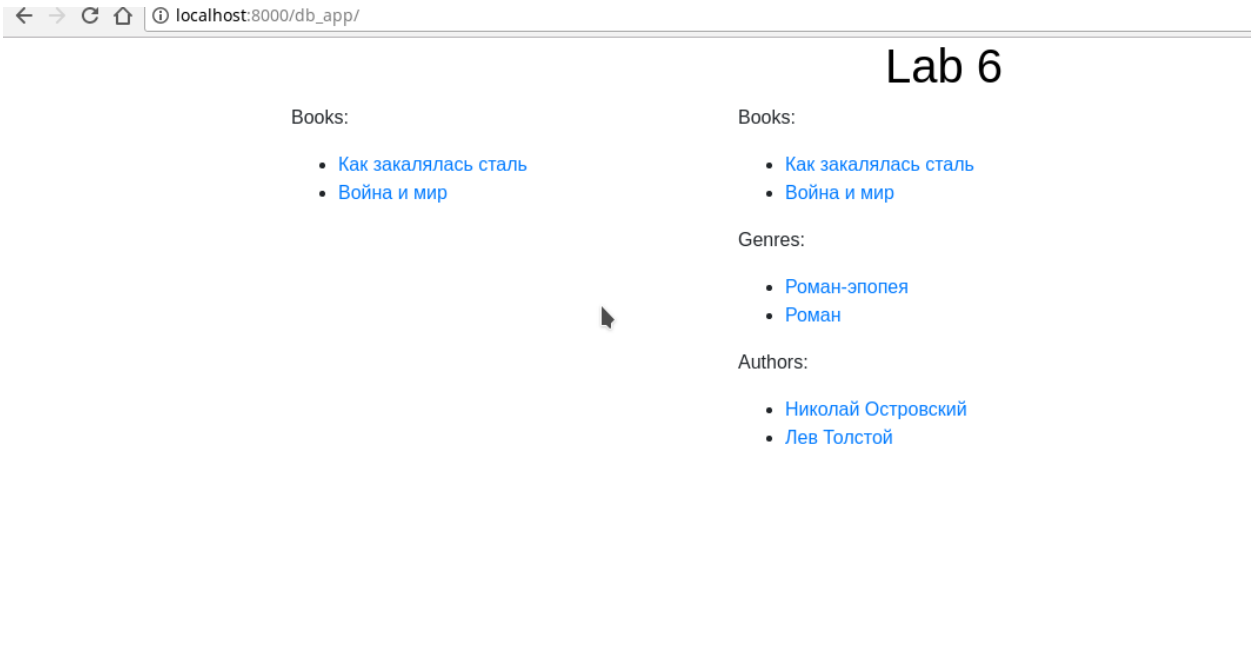 localhost:8000/db_app/
Lab 6
Books:
Как закалялась сталь
Война и мир
Books:
Как закалялась сталь
Война и мир
Genres:
Роман-эпопея
Роман
Authors:
Николай Островский
Лев Толстой